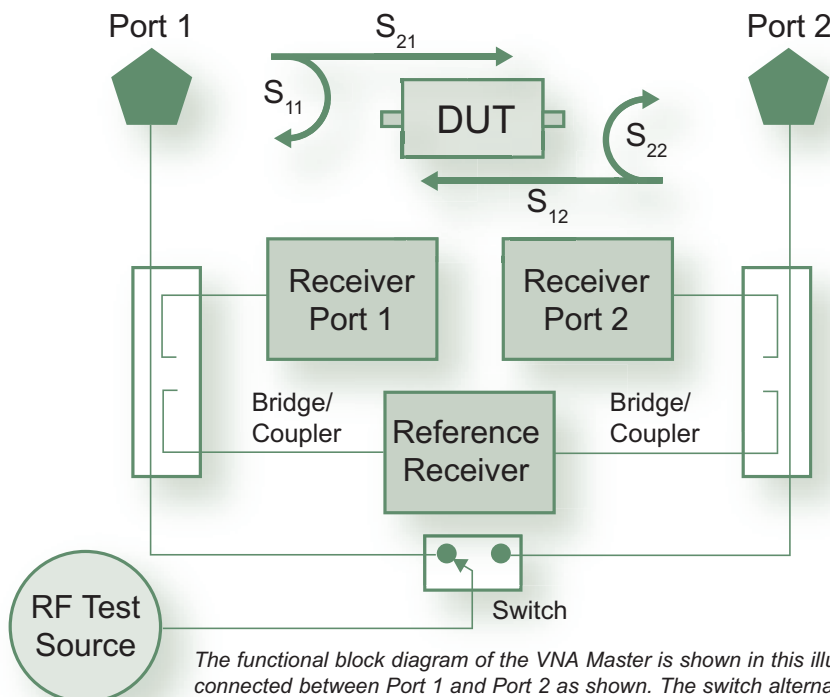 Port 1
Port 2
S21
S11
DUT
S22
S12
Receiver
Port 1
Receiver
Port 2
Bridge/
Coupler
Reference
Receiver
Bridge/
Coupler
RF Test
Source
Switch
The functional block diagram of the VNA Master is shown in this
connected between Port 1 and Port 2 as shown. The switch